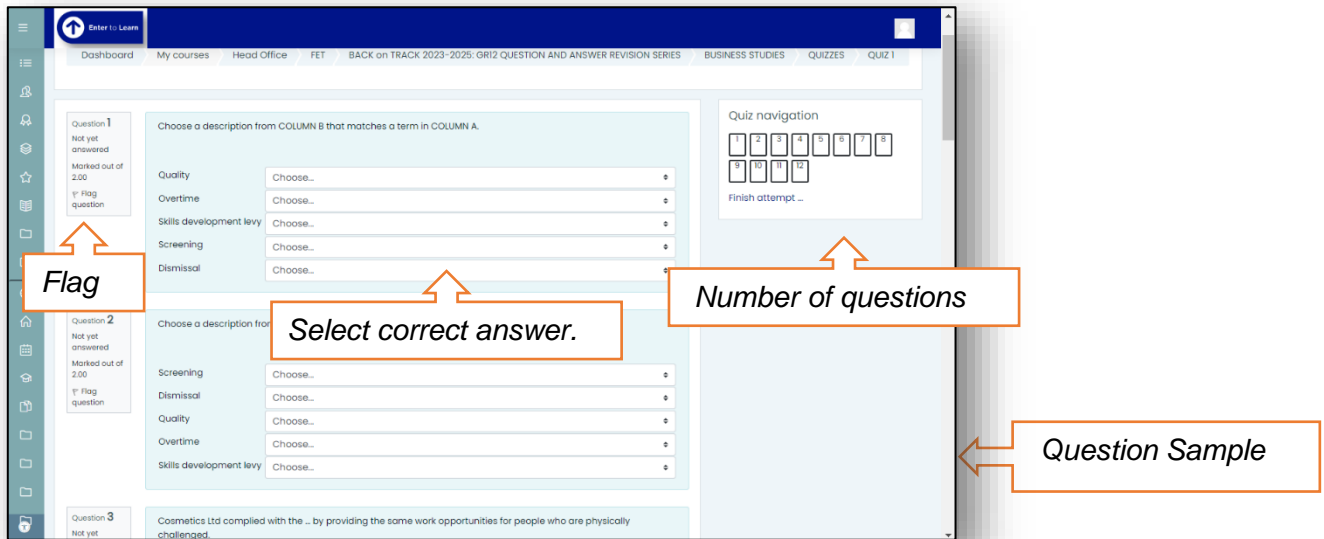 Enter to Learn
Dashboard My courses Head Office FET BACK on TRACK 2023-2025: GR12 QUESTION AND ANSWER REVISION SERIES BUSINESS STUDIES QUIZZES QUIZ 1
Question 1
Not yet
answered
Marked out of
2.00
Flag
question
Choose a description from COLUMN B that matches a term in COLUMN A.
Quality Choose...
Overtime Choose...
Skills development levy Choose...
Screening Choose...
Dismissal Choose...
Quiz navigation
1 2 3 4 5 6 7 8
9 10 11 12
Finish attempt ...
Flag
Select correct answer.
Number of questions
Question 2
Not yet
answered
Marked out of
2.00
Flag
question
Choose a description from
Screening Choose...
Dismissal Choose...
Quality Choose...
Overtime Choose...
Skills development levy Choose...
Question Sample
Question 3
Not yet
Cosmetics Ltd complied with the ... by providing the same work opportunities for people who are physically
challenged.